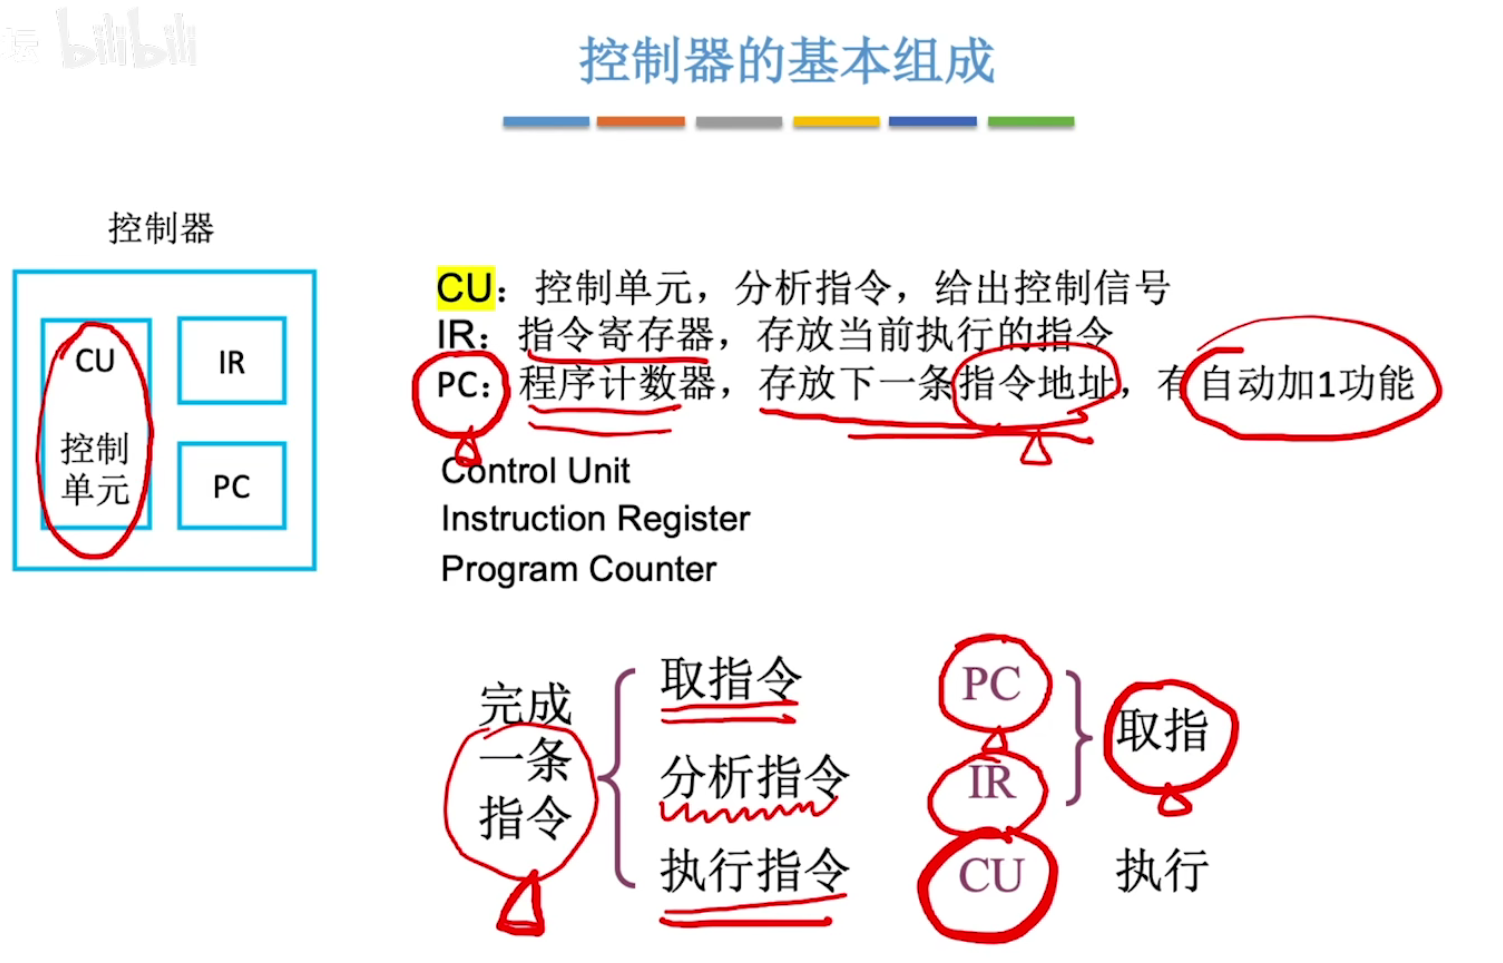 坛 bilibili
控制器的基本组成
控制器
CU
控制
单元
IR
PC
CU：控制单元，分析指令，给出控制信号
IR：指令寄存器，存放当前执行的指令
PC：程序计数器，存放下一条指令地址，有自动加1功能
Control Unit
Instruction Register
Program Counter
完成
一条
指令
取指令
分析指令
执行指令
PC
IR
CU
取指
执行